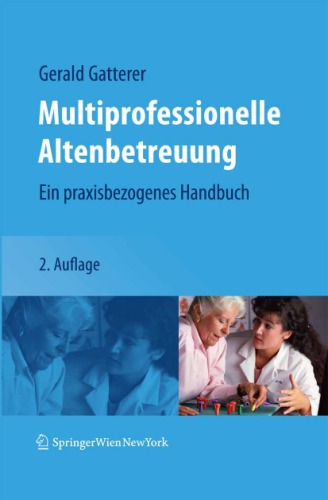 Gerald Gatterer
Multiprofessionelle
Altenbetreuung
Ein praxisbezogenes Handbuch
2. Auflage
SpringerWienNewYork